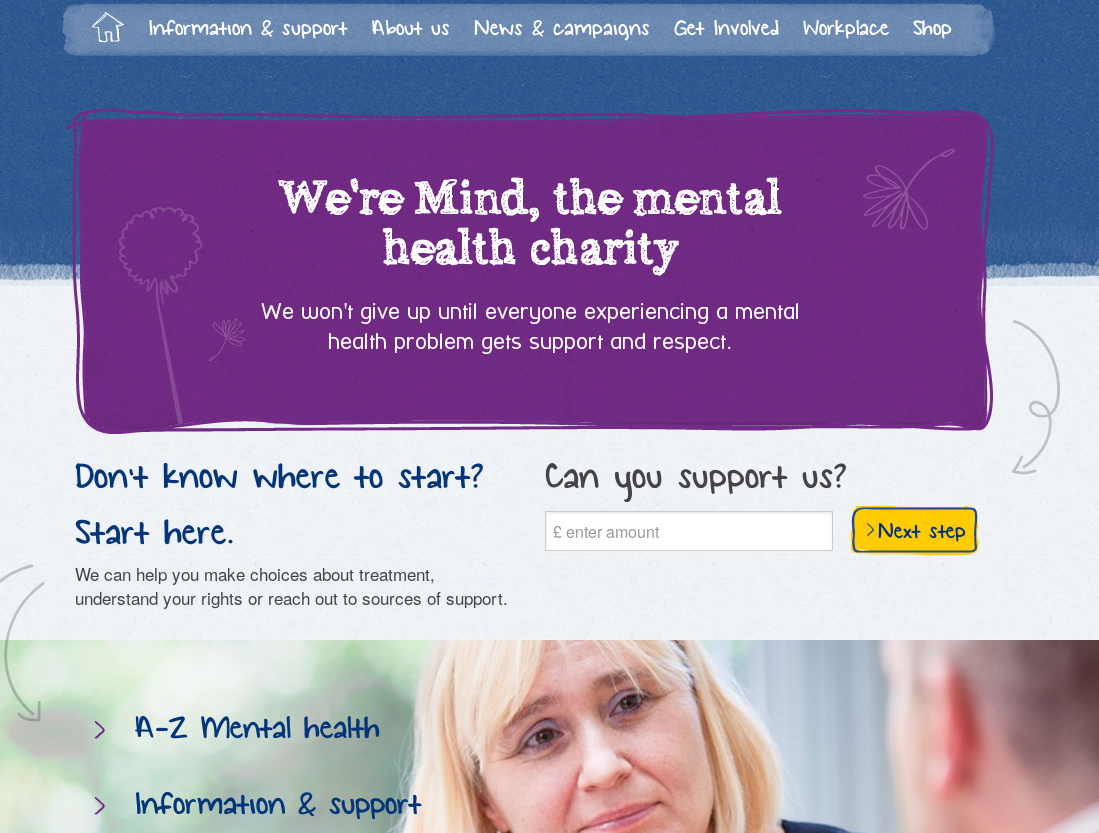 Information & support About us News & campaigns Get Involved Workplace Shop
We're Mind, the mental
health charity
We won't give up until everyone experiencing a mental
health problem gets support and respect.
Don't know where to start?
Start here.
We can help you make choices about treatment,
understand your rights or reach out to sources of support.
Can you support us?
£ enter amount
Next step
A-Z Mental health
Information & support